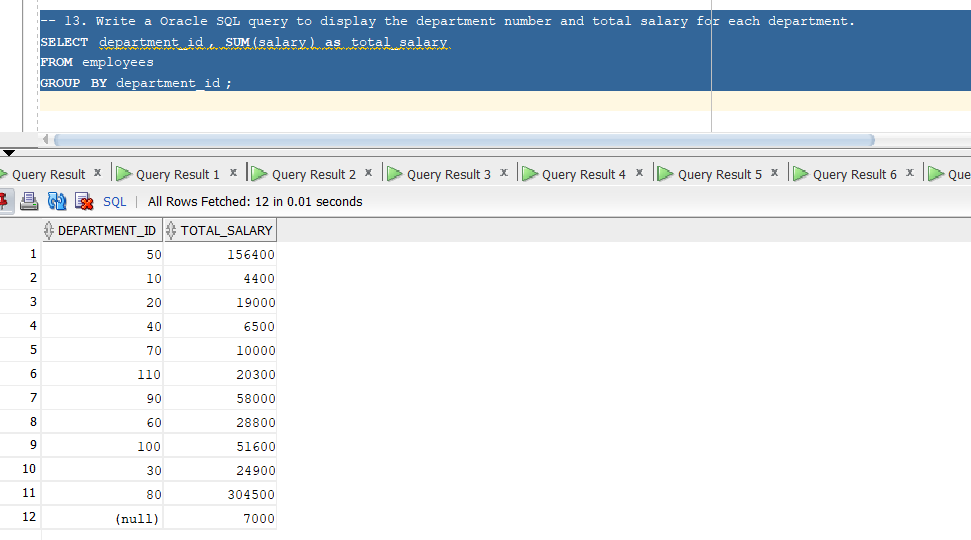 -- 13. Write a Oracle SQL query to display the department number and total salary for each department.
SELECT department_id, SUM(salary) as total_salary
FROM employees
GROUP BY department_id;
Query Result x Query Result 1 x Query Result 2 x Query Result 3 x Query Result 4 x Query Result 5 x Query Result 6 x Que
SQL | All Rows Fetched: 12 in 0.01 seconds
DEPARTMENT_ID TOTAL_SALARY
1 50 156400
2 10 4400
3 20 19000
4 40 6500
5 70 10000
6 110 20300
7 90 58000
8 60 28800
9 100 51600
10 30 24900
11 80 304500
12 (null) 7000